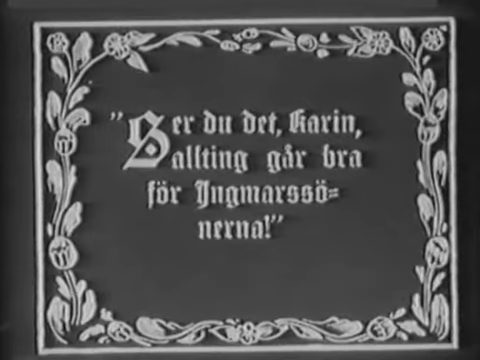 "Ser du det, Karin,
allting går bra
för Ingmarssö=
nerna!"